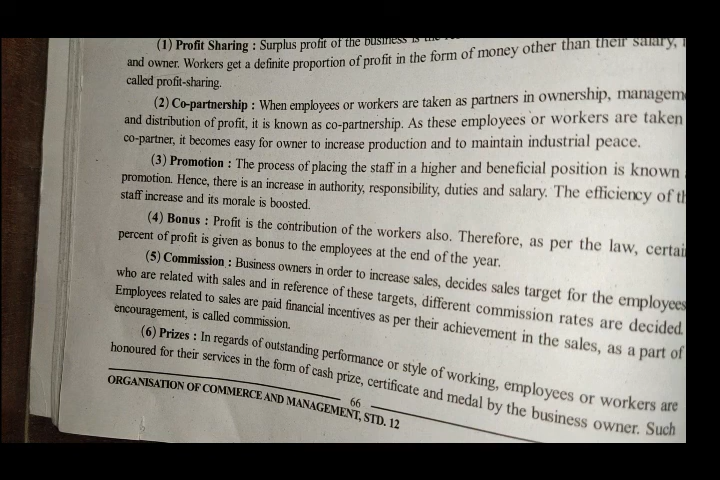 (1) Profit Sharing : Surplus profit of the business is
and owner. Workers get a definite proportion of profit in the form of money other than their salary,
called profit-sharing.
(2) Co-partnership : When employees or workers are taken as partners in ownership, managem
and distribution of profit, it is known as co-partnership. As these employees or workers are taken
co-partner, it becomes easy for owner to increase production and to maintain industrial peace.
(3) Promotion : The process of placing the staff in a higher and beneficial position is known
promotion. Hence, there is an increase in authority, responsibility, duties and salary. The efficiency of th
staff increase and its morale is boosted.
(4) Bonus : Profit is the contribution of the workers also. Therefore, as per the law, certai
percent of profit is given as bonus to the employees at the end of the year.
(5) Commission : Business owners in order to increase sales, decides sales target for the employees
who are related with sales and in reference of these targets, different commission rates are decided.
Employees related to sales are paid financial incentives as per their achievement in the sales, as a part of
encouragement, is called commission.
(6) Prizes : In regards of outstanding performance or style of working, employees or workers are
honoured for their services in the form of cash prize, certificate and medal by the business owner. Such
66
ORGANISATION OF COMMERCE AND MANAGEMENT, STD. 12